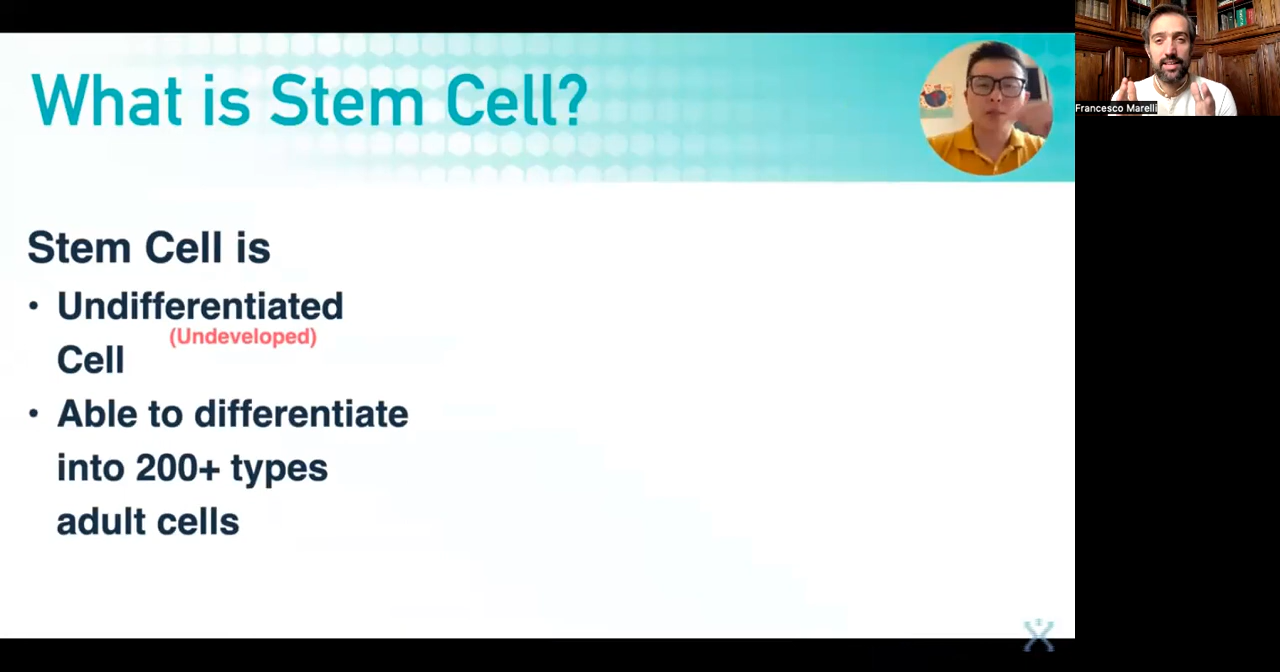 What is Stem Cell?
Francesco Marelli
Stem Cell is
• Undifferentiated
(Undeveloped)
Cell
• Able to differentiate
into 200+ types
adult cells